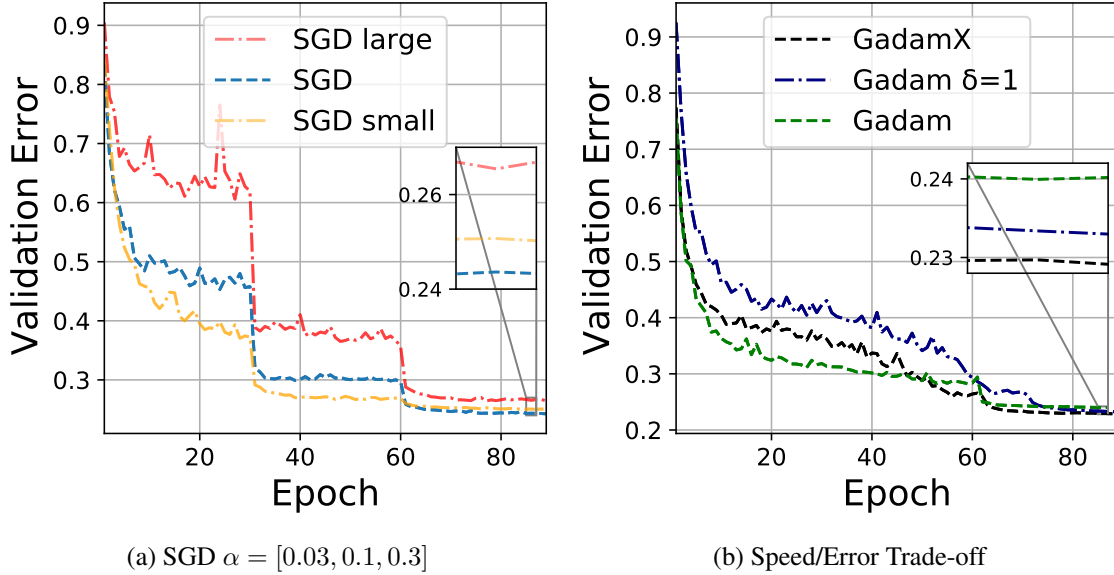 0.9
0.8
0.7
0.6
0.5
0.4
0.3
Validation Error
SGD large
SGD
SGD small
0.26
0.24
20
40
60
80
Epoch
(a) SGD α = [0.03, 0.1, 0.3]
0.9
0.8
0.7
0.6
0.5
0.4
0.3
0.2
Validation Error
GadamX
Gadam δ=1
Gadam
0.24
0.23
20
40
60
80
Epoch
(b) Speed/Error Trade-off